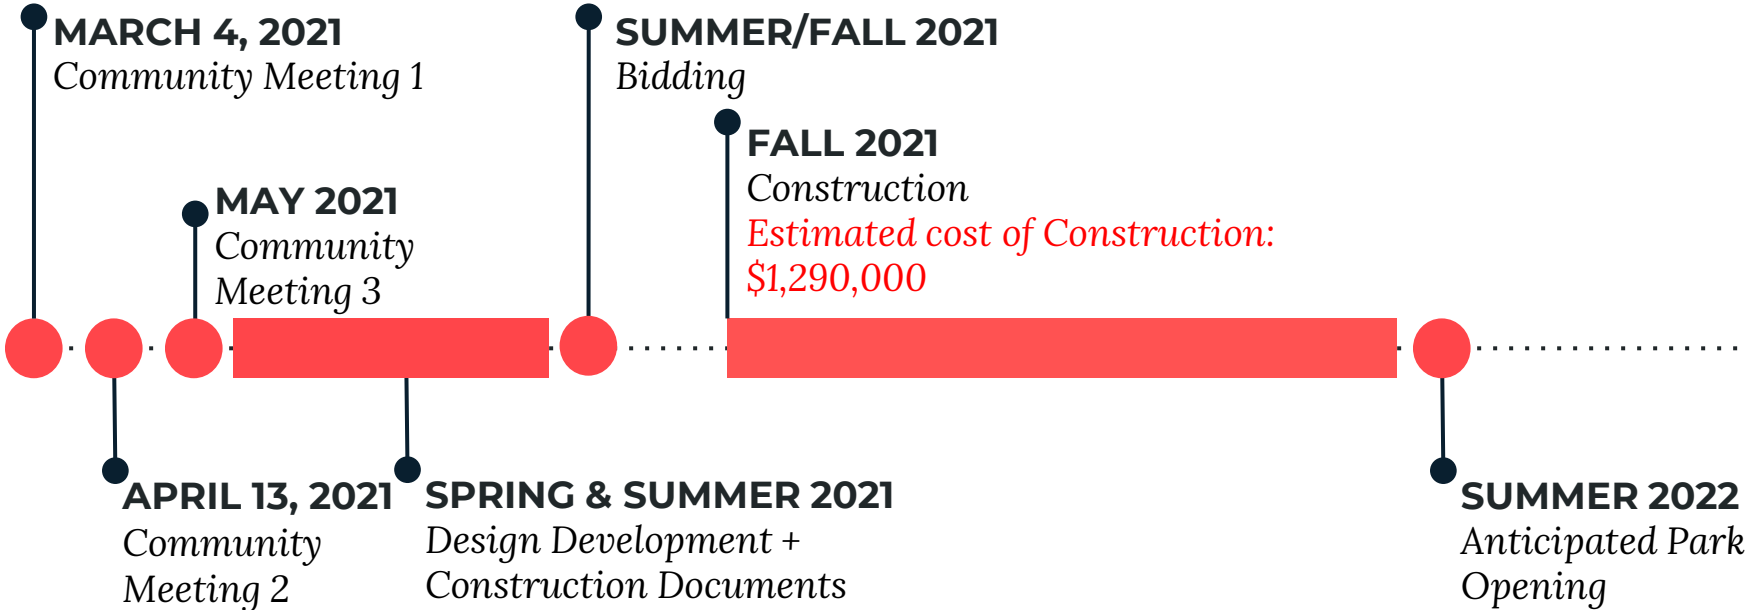 MARCH 4, 2021
Community Meeting 1
SUMMER/FALL 2021
Bidding
FALL 2021
Construction
Estimated cost of Construction:
$1,290,000
MAY 2021
Community
Meeting 3
APRIL 13, 2021
Community
Meeting 2
SPRING & SUMMER 2021
Design Development +
Construction Documents
SUMMER 2022
Anticipated Park
Opening